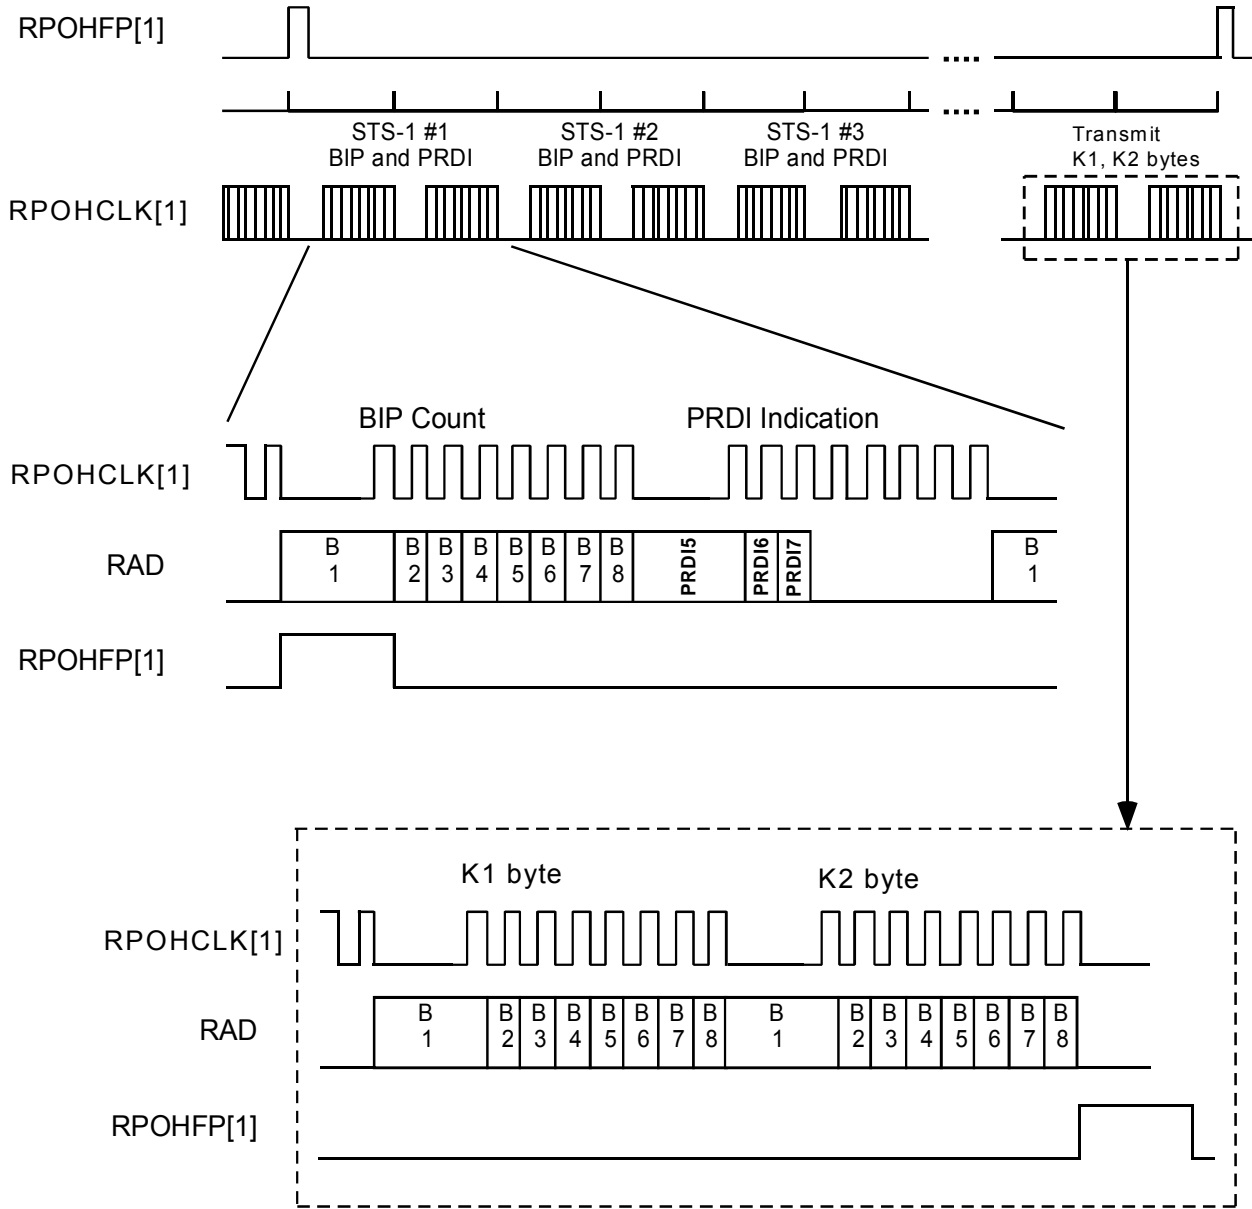 RPOHFP[1]
....
....
STS-1 #1
BIP and PRDI
STS-1 #2
BIP and PRDI
STS-1 #3
BIP and PRDI
Transmit
K1, K2 bytes
RPOHCLK[1]
BIP Count
PRDI Indication
RPOHCLK[1]
RAD
B 1
B 2
B 3
B 4
B 5
B 6
B 7
B 8
PRDI5
PRDI6
PRDI7
B 1
RPOHFP[1]
K1 byte
K2 byte
RPOHCLK[1]
RAD
B 1
B 2
B 3
B 4
B 5
B 6
B 7
B 8
B 1
B 2
B 3
B 4
B 5
B 6
B 7
B 8
RPOHFP[1]